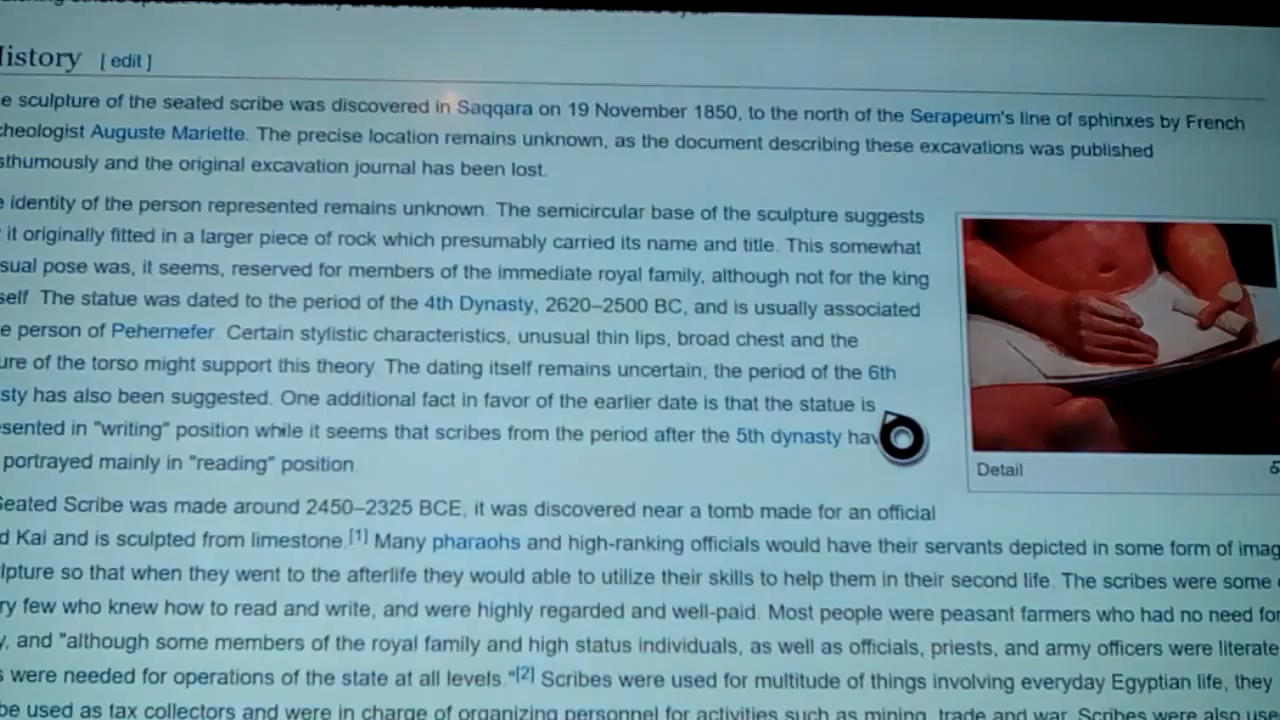 History [ edit ]
e sculpture of the seated scribe was discovered in Saqqara on 19 November 1850, to the north of the Serapeum's line of sphinxes by French
cheologist Auguste Mariette. The precise location remains unknown, as the document describing these excavations was published
sthumously and the original excavation journal has been lost.
e identity of the person represented remains unknown. The semicircular base of the sculpture suggests
it originally fitted in a larger piece of rock which presumably carried its name and title. This somewhat
sual pose was, it seems, reserved for members of the immediate royal family, although not for the king
self. The statue was dated to the period of the 4th Dynasty, 2620–2500 BC, and is usually associated
e person of Pehernefer. Certain stylistic characteristics, unusual thin lips, broad chest and the
ure of the torso might support this theory. The dating itself remains uncertain, the period of the 6th
sty has also been suggested. One additional fact in favor of the earlier date is that the statue is
sented in "writing" position while it seems that scribes from the period after the 5th dynasty hav
portrayed mainly in "reading" position.
Detail
Seated Scribe was made around 2450–2325 BCE, it was discovered near a tomb made for an official
d Kai and is sculpted from limestone.[1] Many pharaohs and high-ranking officials would have their servants depicted in some form of imag
lpture so that when they went to the afterlife they would able to utilize their skills to help them in their second life. The scribes were some
ry few who knew how to read and write, and were highly regarded and well-paid. Most people were peasant farmers who had no need for
y, and "although some members of the royal family and high status individuals, as well as officials, priests, and army officers were literate
s were needed for operations of the state at all levels."[2] Scribes were used for multitude of things involving everyday Egyptian life, they
be used as tax collectors and were in charge of organizing personnel for activities such as mining, trade and war. Scribes were also use